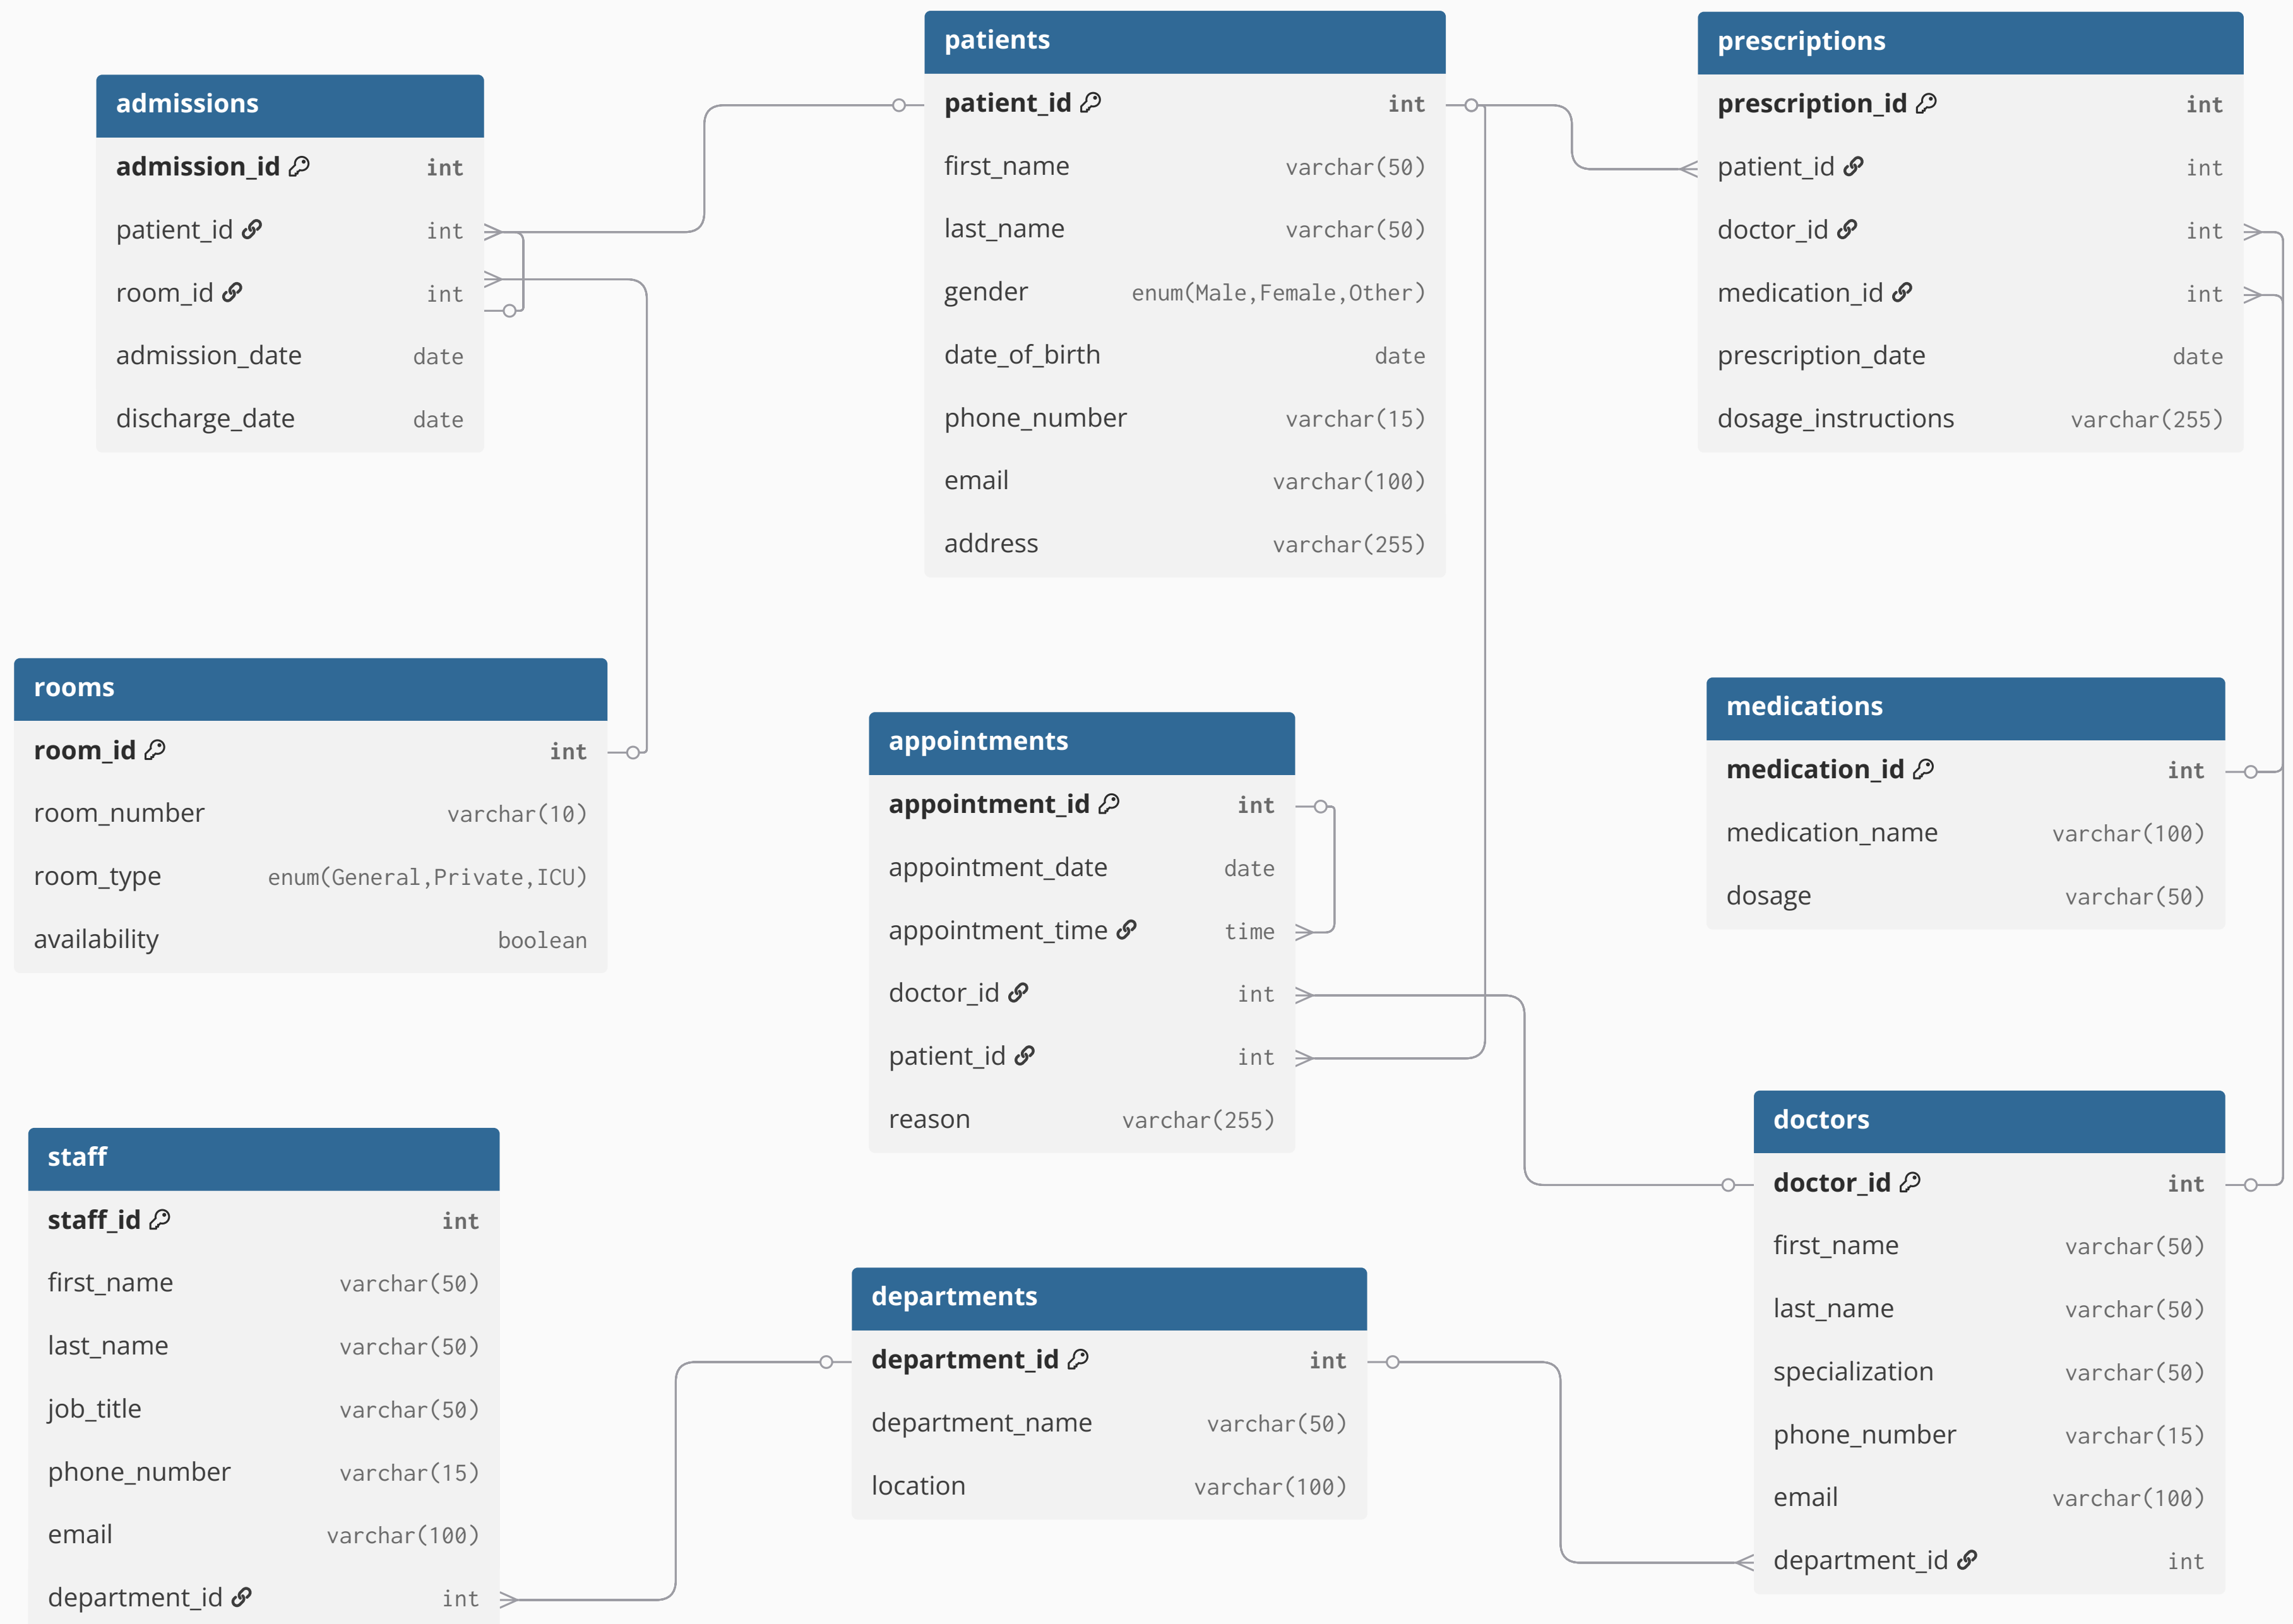 admissions
admission_id int
patient_id int
room_id int
admission_date date
discharge_date date
patients
patient_id int
first_name varchar(50)
last_name varchar(50)
gender enum(Male,Female,Other)
date_of_birth date
phone_number varchar(15)
email varchar(100)
address varchar(255)
prescriptions
prescription_id int
patient_id int
doctor_id int
medication_id int
prescription_date date
dosage_instructions varchar(255)
rooms
room_id int
room_number varchar(10)
room_type enum(General,Private,ICU)
availability boolean
appointments
appointment_id int
appointment_date date
appointment_time time
doctor_id int
patient_id int
reason varchar(255)
medications
medication_id int
medication_name varchar(100)
dosage varchar(50)
staff
staff_id int
first_name varchar(50)
last_name varchar(50)
job_title varchar(50)
phone_number varchar(15)
email varchar(100)
department_id int
departments
department_id int
department_name varchar(50)
location varchar(100)
doctors
doctor_id int
first_name varchar(50)
last_name varchar(50)
specialization varchar(50)
phone_number varchar(15)
email varchar(100)
department_id int